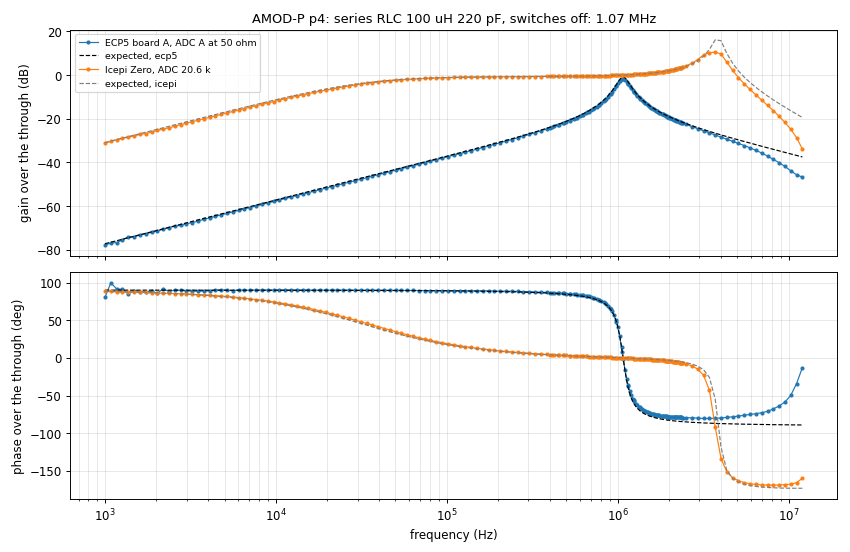 AMOD-P p4: series RLC 100 uH 220 pF, switches off: 1.07 MHz
gain over the through (dB)
20
0
−20
−40
−60
−80
ECP5 board A, ADC A at 50 ohm
expected, ecp5
Icepi Zero, ADC 20.6 k
expected, icepi
phase over the through (deg)
100
50
0
−50
−100
−150
10³ 10⁴ 10⁵ 10⁶ 10⁷
frequency (Hz)